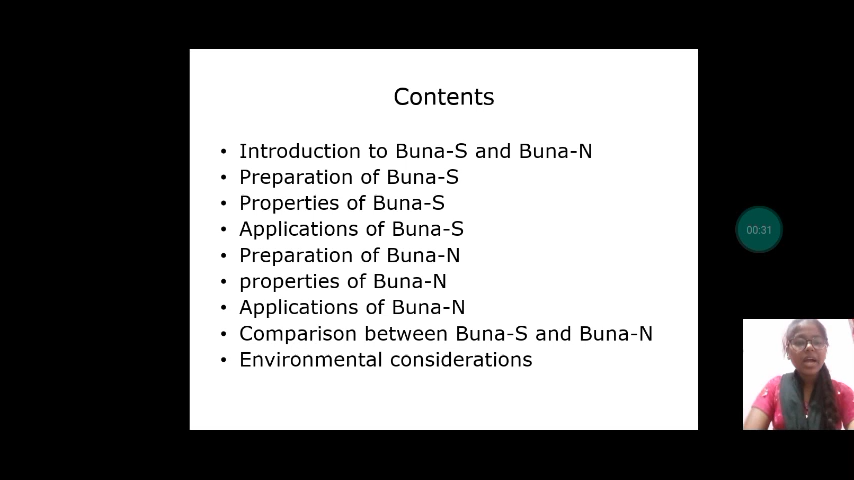 Contents
• Introduction to Buna-S and Buna-N
• Preparation of Buna-S
• Properties of Buna-S
• Applications of Buna-S
• Preparation of Buna-N
• properties of Buna-N
• Applications of Buna-N
• Comparison between Buna-S and Buna-N
• Environmental considerations
00:31